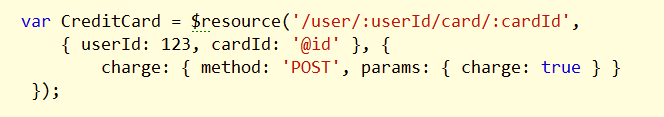 var CreditCard = $resource('/user/:userId/card/:cardId',
{ userId: 123, cardId: '@id' }, {
charge: { method: 'POST', params: { charge: true } }
});